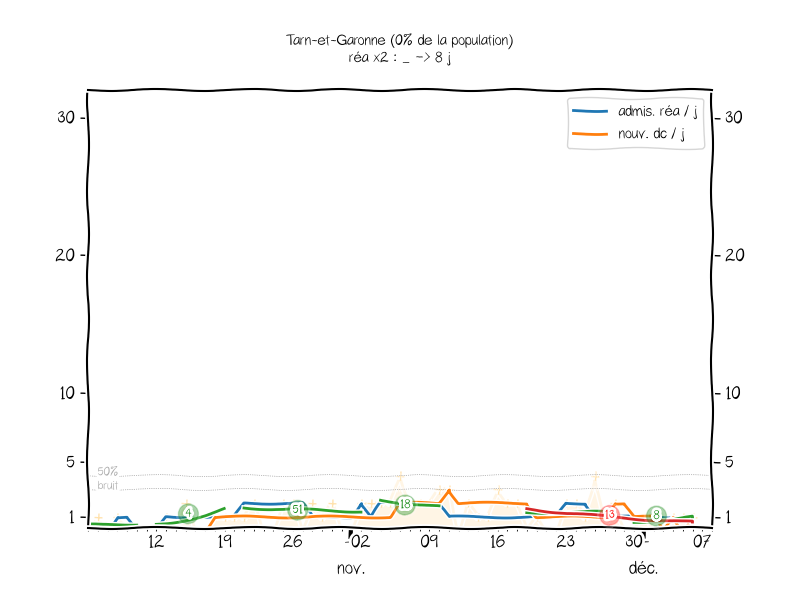 Tarn-et-Garonne (0% de la population)
réa x2 : _ -> 8 j
admis. réa / j
nouv. dc / j
30 30
20 20
10 10
5 5
1 1
50%
bruit
4 51 18 13 8
12 19 26 02 09 16 23 30 07
nov. déc.